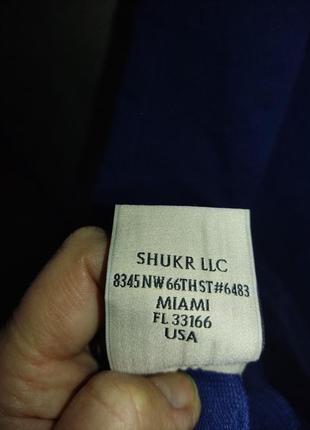 SHUKR LLC
8345 NW 66TH ST #6483
MIAMI
FL 33166
USA